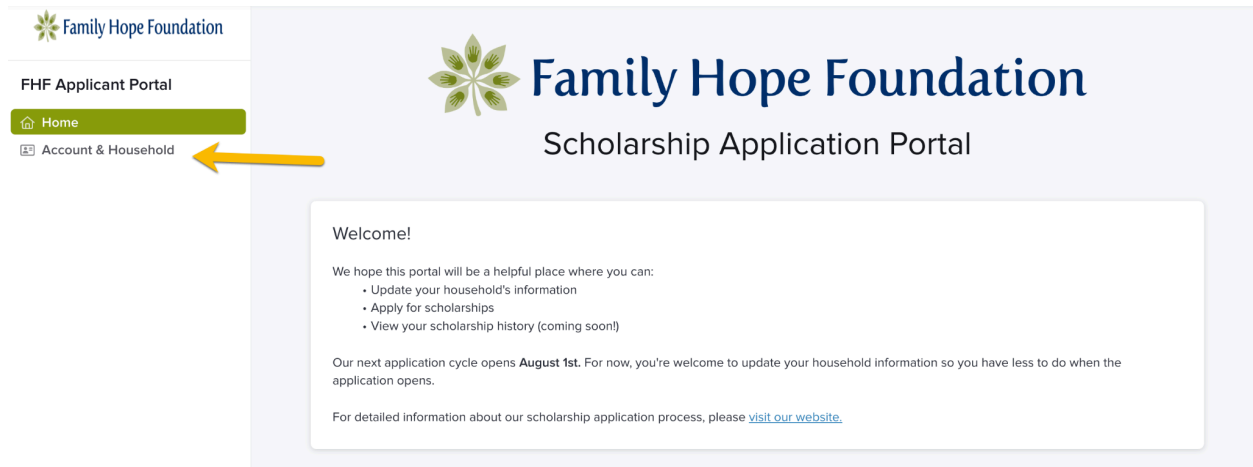 Family Hope Foundation
FHF Applicant Portal
Home
Account & Household
Family Hope Foundation
Scholarship Application Portal
Welcome!
We hope this portal will be a helpful place where you can:
• Update your household's information
• Apply for scholarships
• View your scholarship history (coming soon!)
Our next application cycle opens August 1st. For now, you're welcome to update your household information so you have less to do when the
application opens.
For detailed information about our scholarship application process, please visit our website.